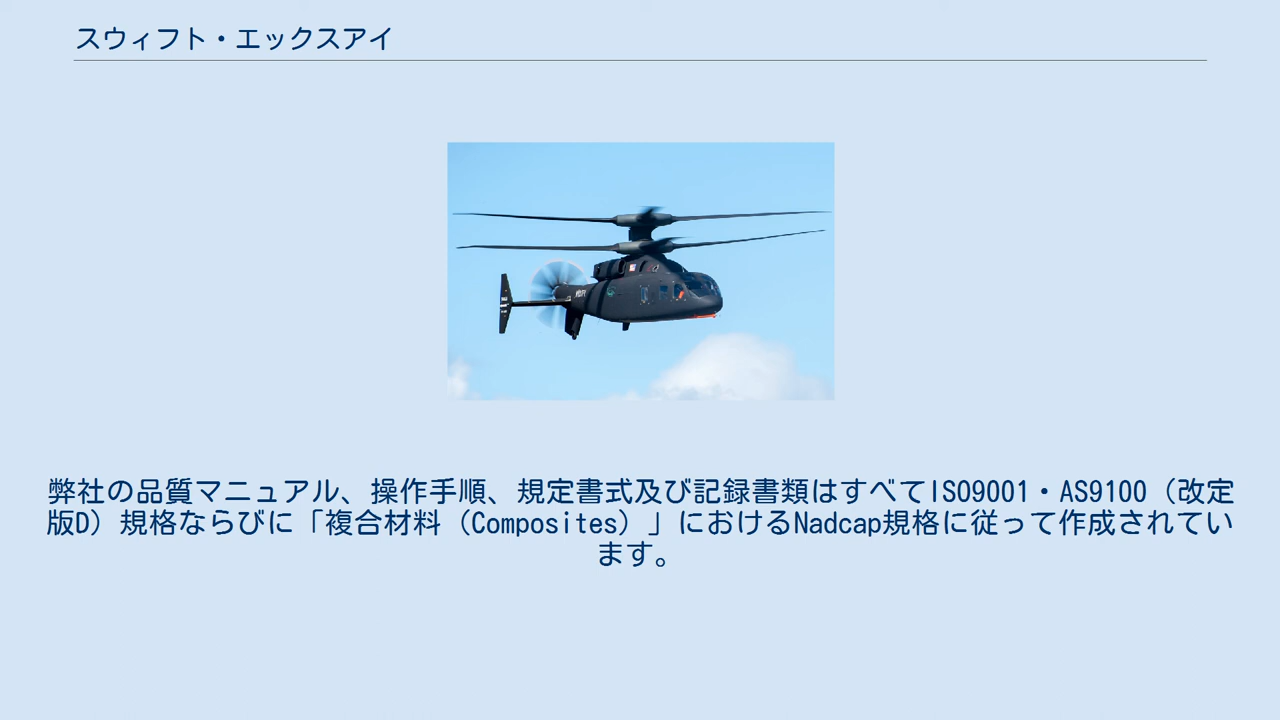 スウィフト・エックスアイ
弊社の品質マニュアル、操作手順、規定書式及び記録書類はすべてISO9001・AS9100（改定
版D）規格ならびに「複合材料（Composites）」におけるNadcap規格に従って作成されてい
ます。